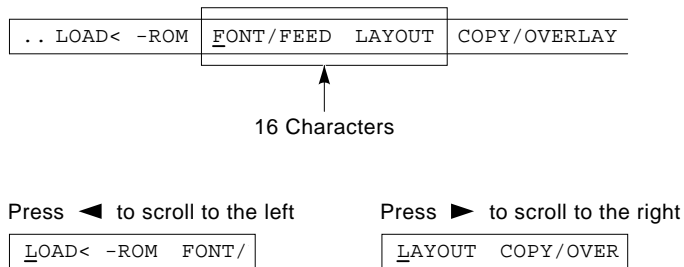 .. LOAD< -ROM FONT/FEED LAYOUT COPY/OVERLAY
16 Characters
Press ◄ to scroll to the left
Press ► to scroll to the right
LOAD< -ROM FONT/
LAYOUT COPY/OVER